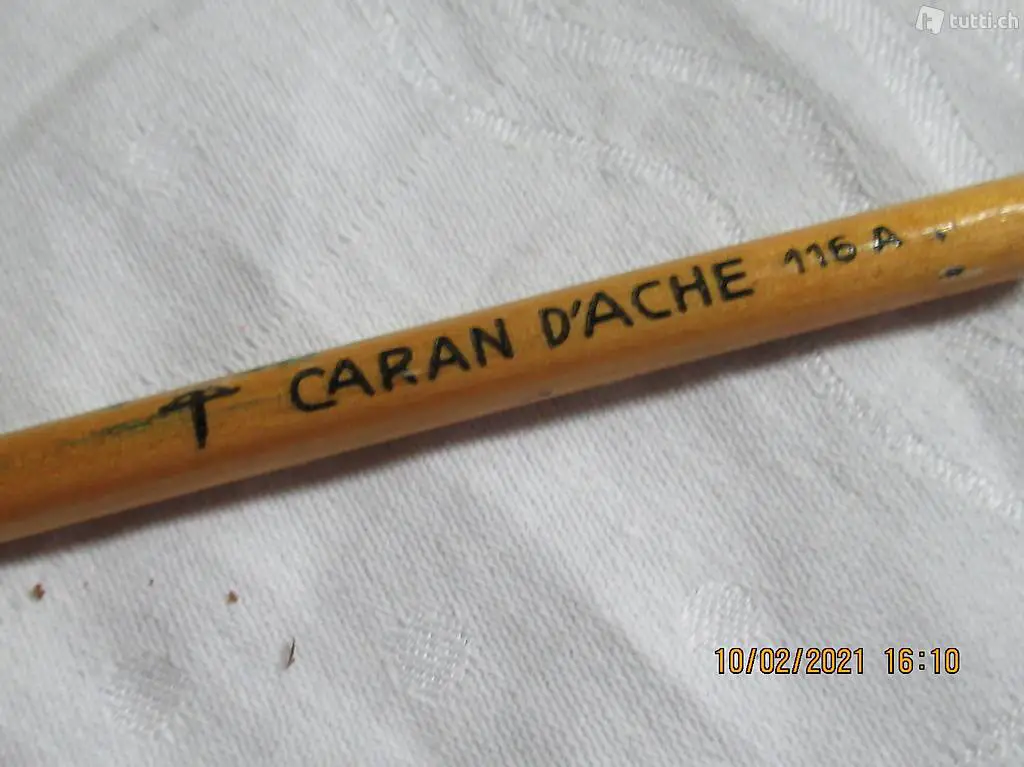 tutti.ch
CARAN D'ACHE 116 A
10/02/2021 16:10